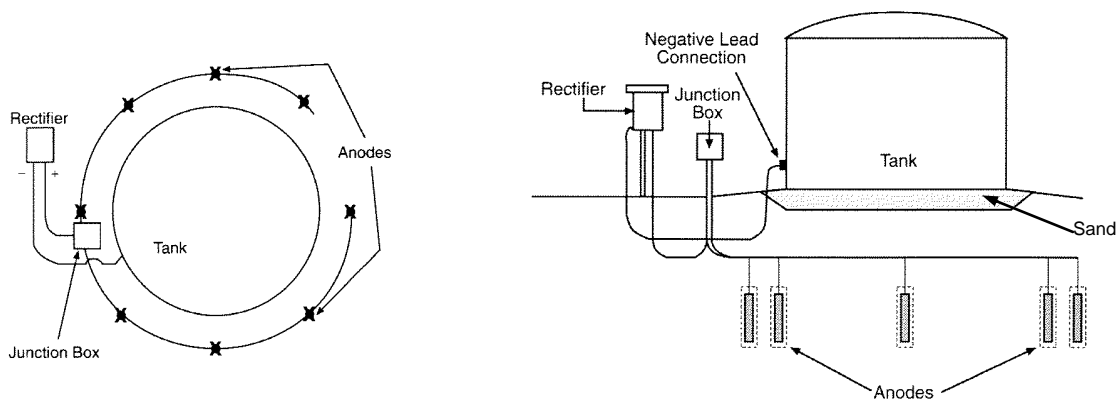 Rectifier
− +
Anodes
Tank
Junction Box
Negative Lead
Connection
Rectifier
Junction
Box
Tank
Sand
Anodes